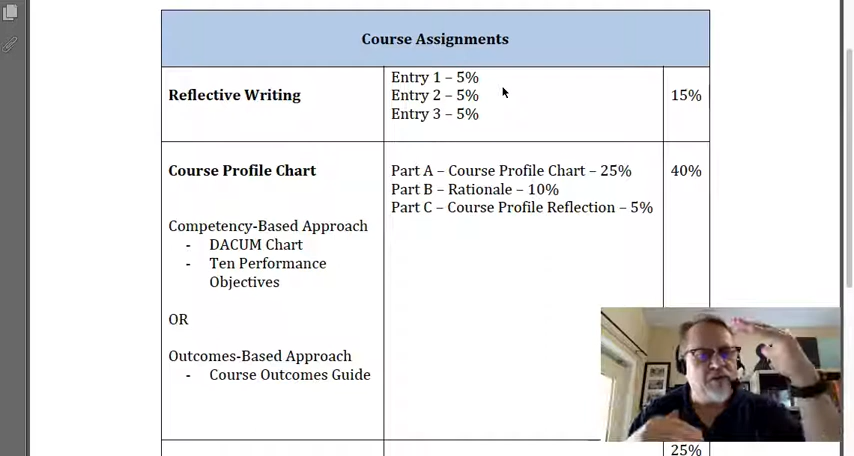 Course Assignments
Reflective Writing
Entry 1 – 5%
Entry 2 – 5%
Entry 3 – 5%
15%
Course Profile Chart
Competency-Based Approach
- DACUM Chart
- Ten Performance
Objectives
OR
Outcomes-Based Approach
- Course Outcomes Guide
Part A – Course Profile Chart – 25%
Part B – Rationale – 10%
Part C – Course Profile Reflection – 5%
40%
25%